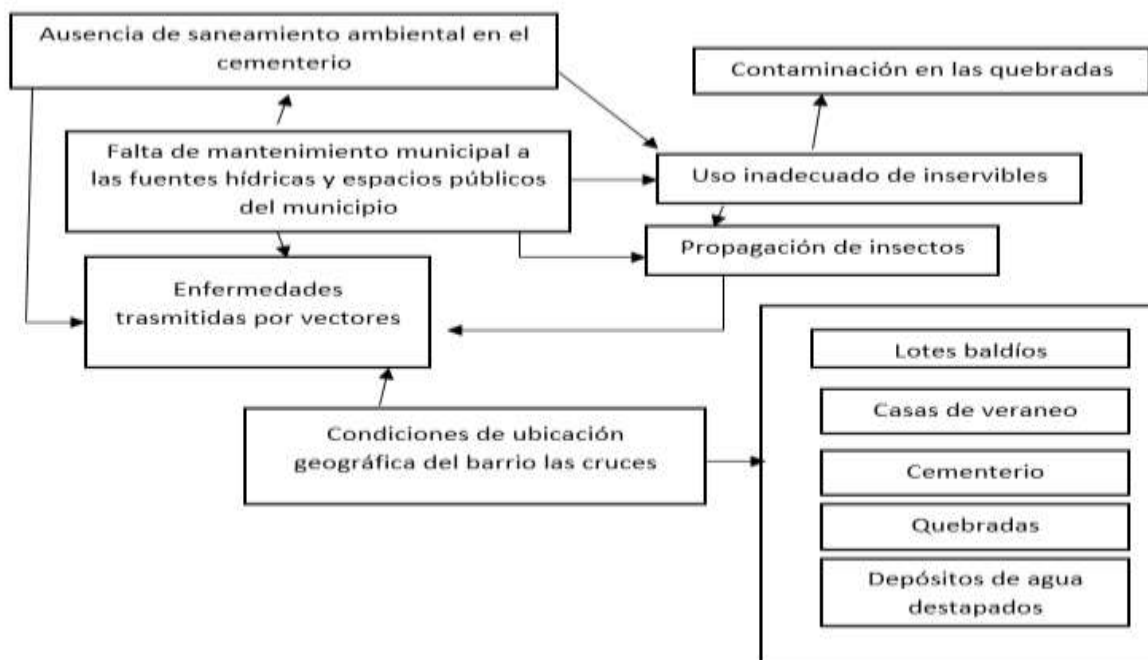 Ausencia de saneamiento ambiental en el
cementerio
Contaminación en las quebradas
Falta de mantenimiento municipal a
las fuentes hídricas y espacios públicos
del municipio
Uso inadecuado de inservibles
Propagación de insectos
Enfermedades
trasmitidas por vectores
Condiciones de ubicación
geográfica del barrio las cruces
Lotes baldíos
Casas de veraneo
Cementerio
Quebradas
Depósitos de agua
destapados